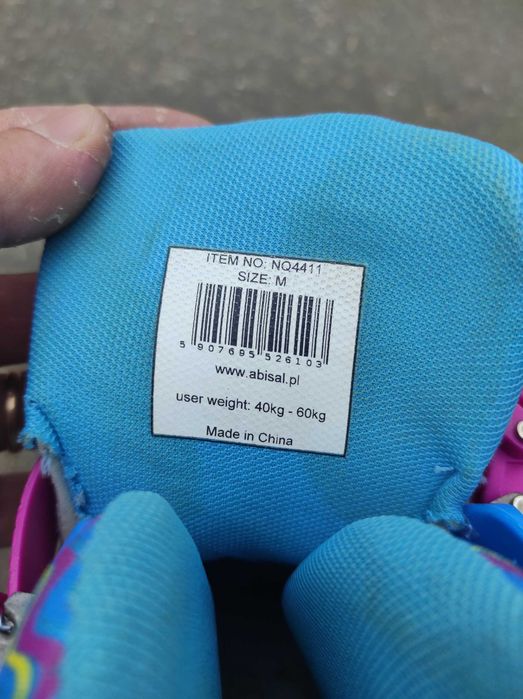 ITEM NO: NQ4411
SIZE: M
5 907695 526103
www.abisal.pl
user weight: 40kg - 60kg
Made in China